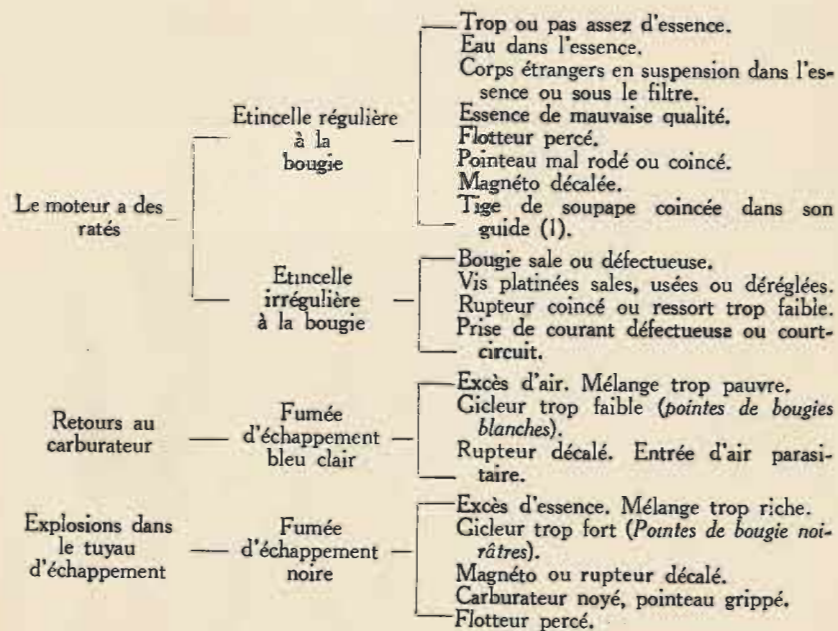 Le moteur a des
ratés
Etincelle régulière
à la
bougie
Trop ou pas assez d'essence.
Eau dans l'essence.
Corps étrangers en suspension dans l'es-
sence ou sous le filtre.
Essence de mauvaise qualité.
Flotteur percé.
Pointeau mal rodé ou coincé.
Magnéto décalée.
Tige de soupape coincée dans son
guide (1).
Etincelle
irrégulière
à la bougie
Bougie sale ou défectueuse.
Vis platinées sales, usées ou déréglées.
Rupteur coincé ou ressort trop faible.
Prise de courant défectueuse ou court-
circuit.
Retours au
carburateur
Fumée
d'échappement
bleu clair
Excès d'air. Mélange trop pauvre.
Gicleur trop faible (pointes de bougies
blanches).
Rupteur décalé. Entrée d'air parasi-
taire.
Explosions dans
le tuyau
d'échappement
Fumée
d'échappement
noire
Excès d'essence. Mélange trop riche.
Gicleur trop fort (Pointes de bougie noi-
râtres).
Magnéto ou rupteur décalé.
Carburateur noyé, pointeau grippé.
Flotteur percé.